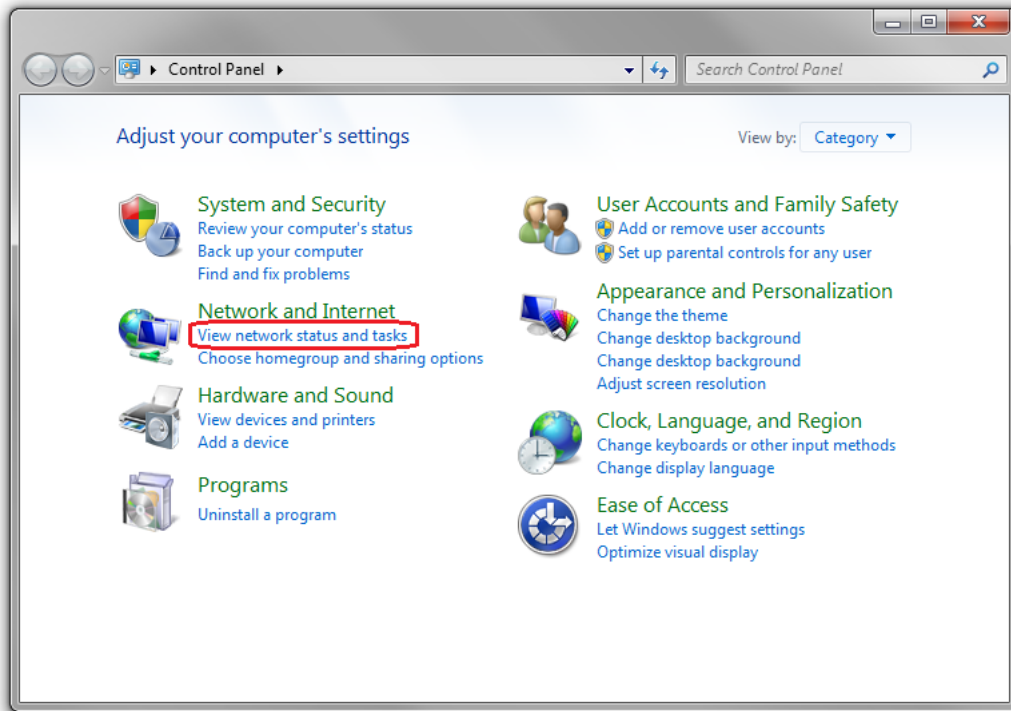 Control Panel
Search Control Panel
Adjust your computer's settings
View by: Category
System and Security
Review your computer's status
Back up your computer
Find and fix problems
Network and Internet
View network status and tasks
Choose homegroup and sharing options
Hardware and Sound
View devices and printers
Add a device
Programs
Uninstall a program
User Accounts and Family Safety
Add or remove user accounts
Set up parental controls for any user
Appearance and Personalization
Change the theme
Change desktop background
Change desktop background
Adjust screen resolution
Clock, Language, and Region
Change keyboards or other input methods
Change display language
Ease of Access
Let Windows suggest settings
Optimize visual display